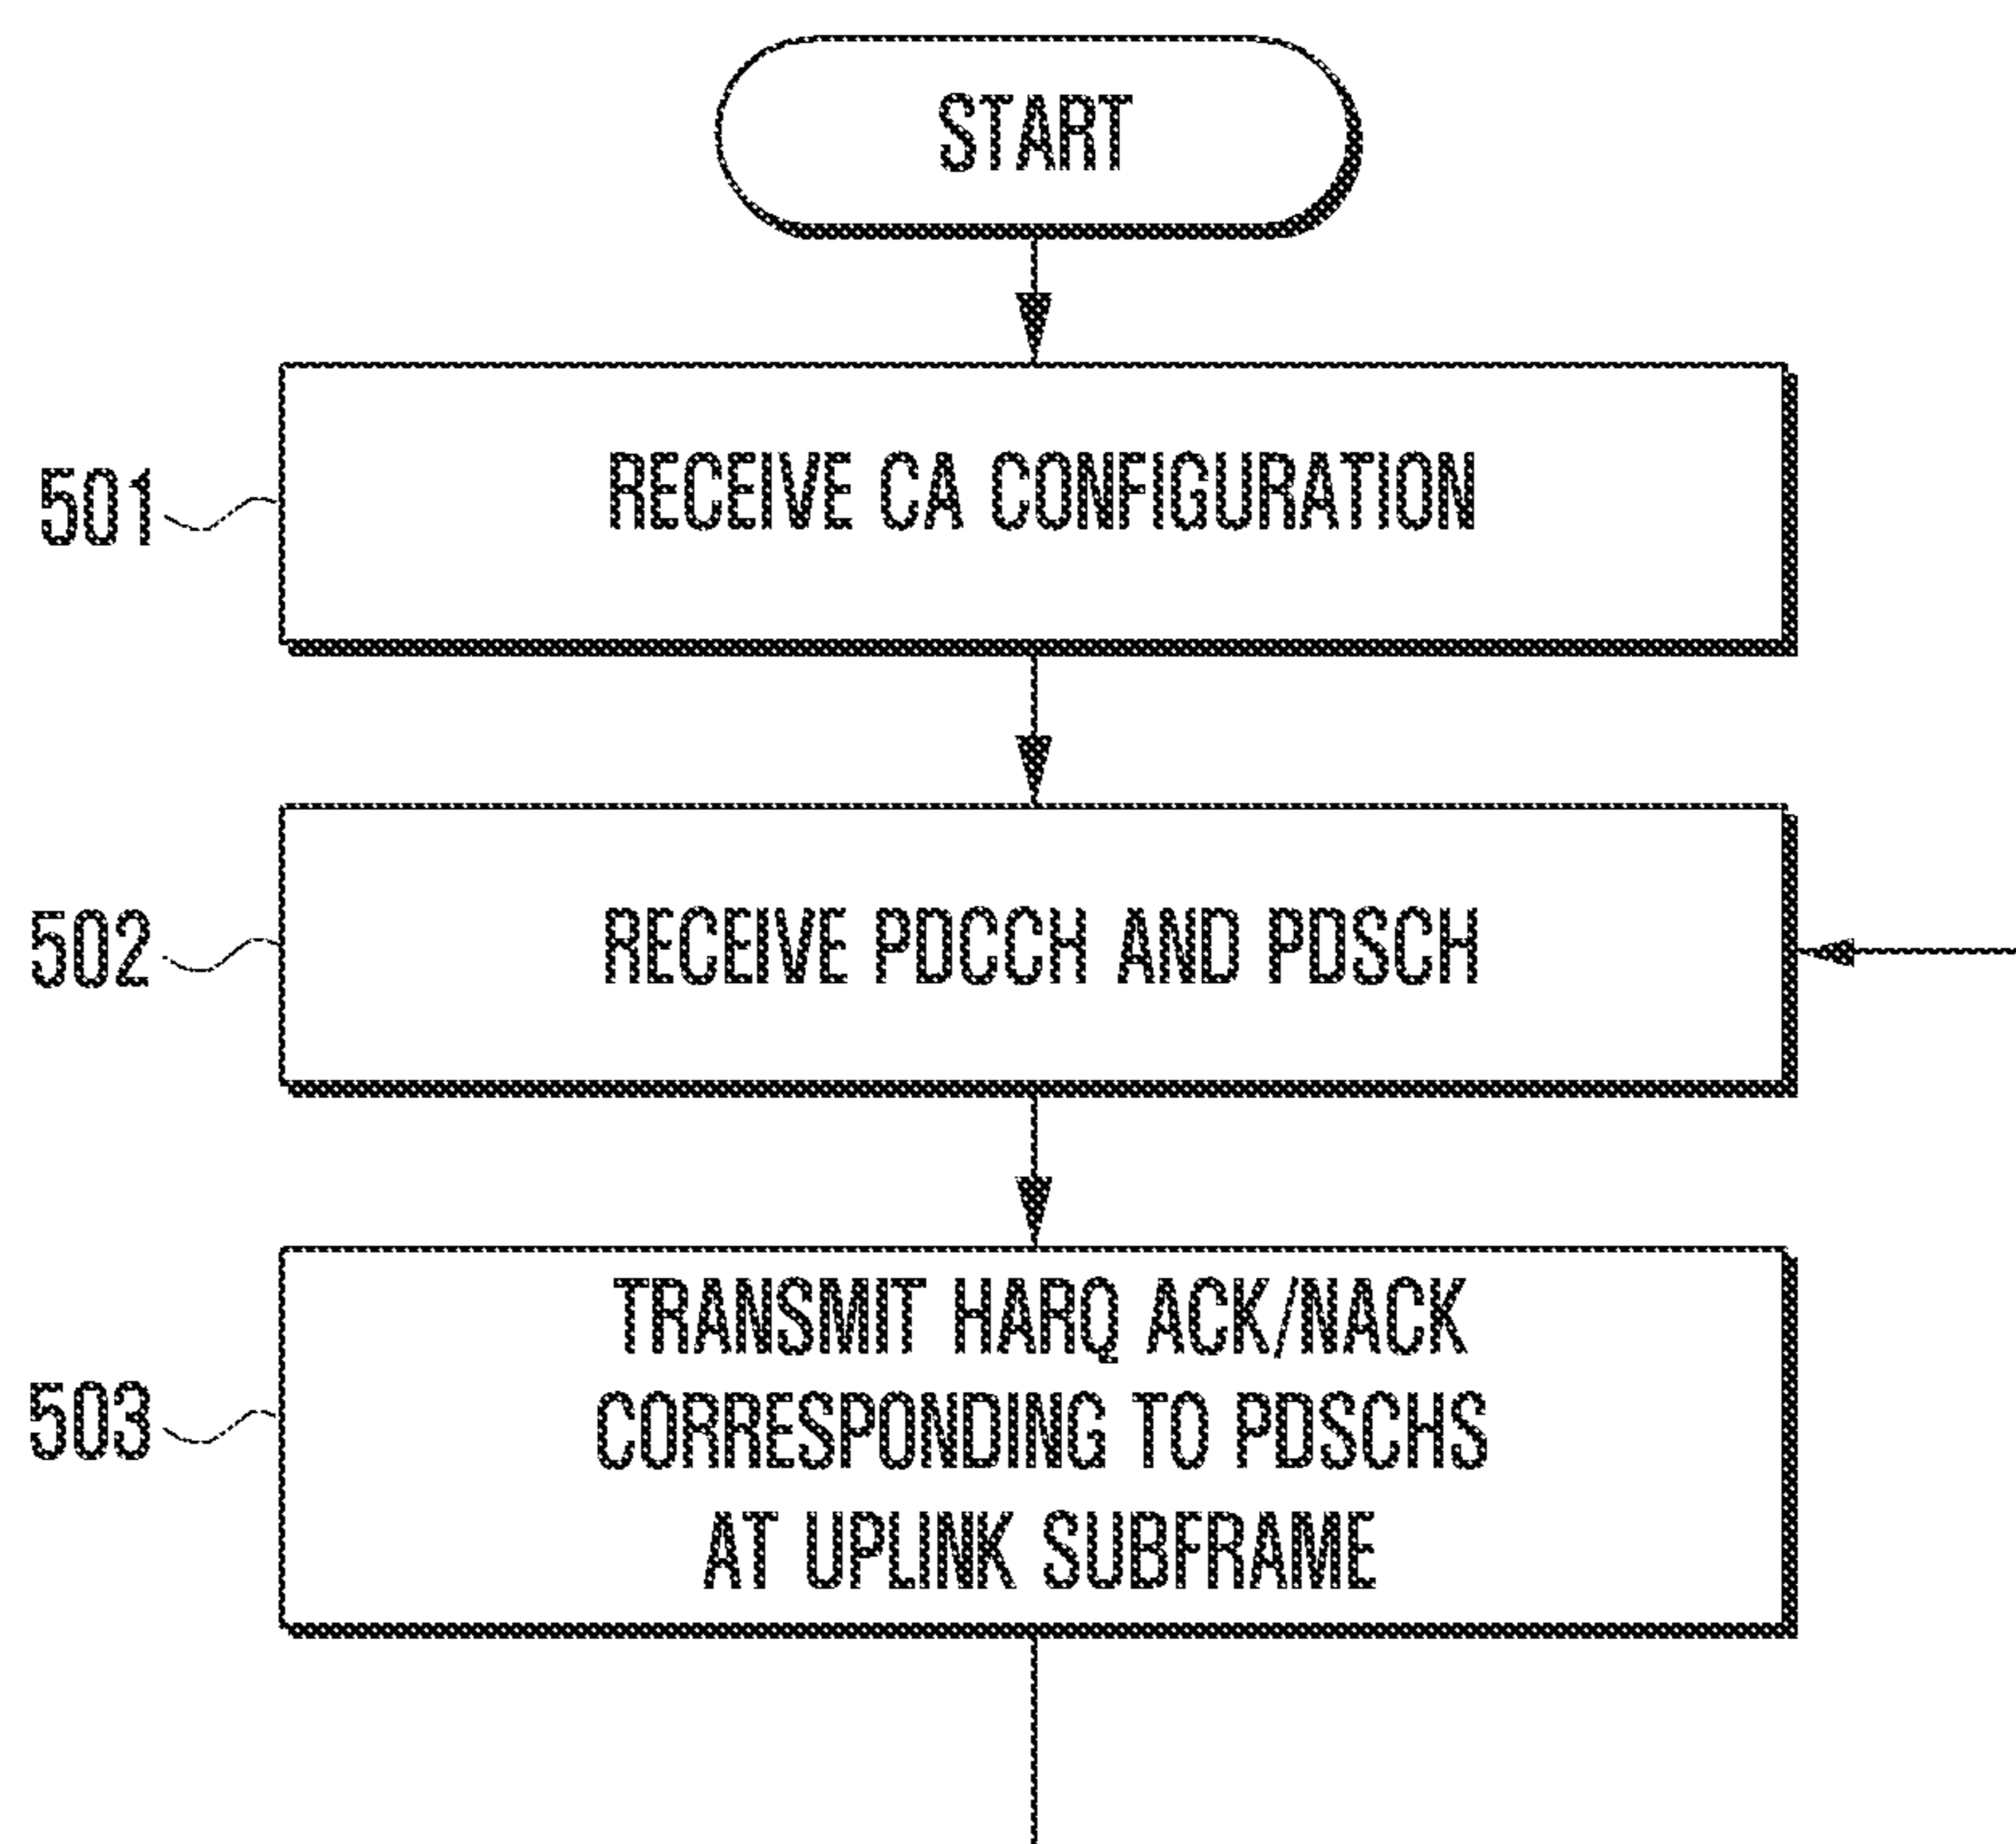 START
501
RECEIVE CA CONFIGURATION
502
RECEIVE PDCCH AND PDSCH
503
TRANSMIT HARQ ACK/NACK
CORRESPONDING TO PDSCHS
AT UPLINK SUBFRAME